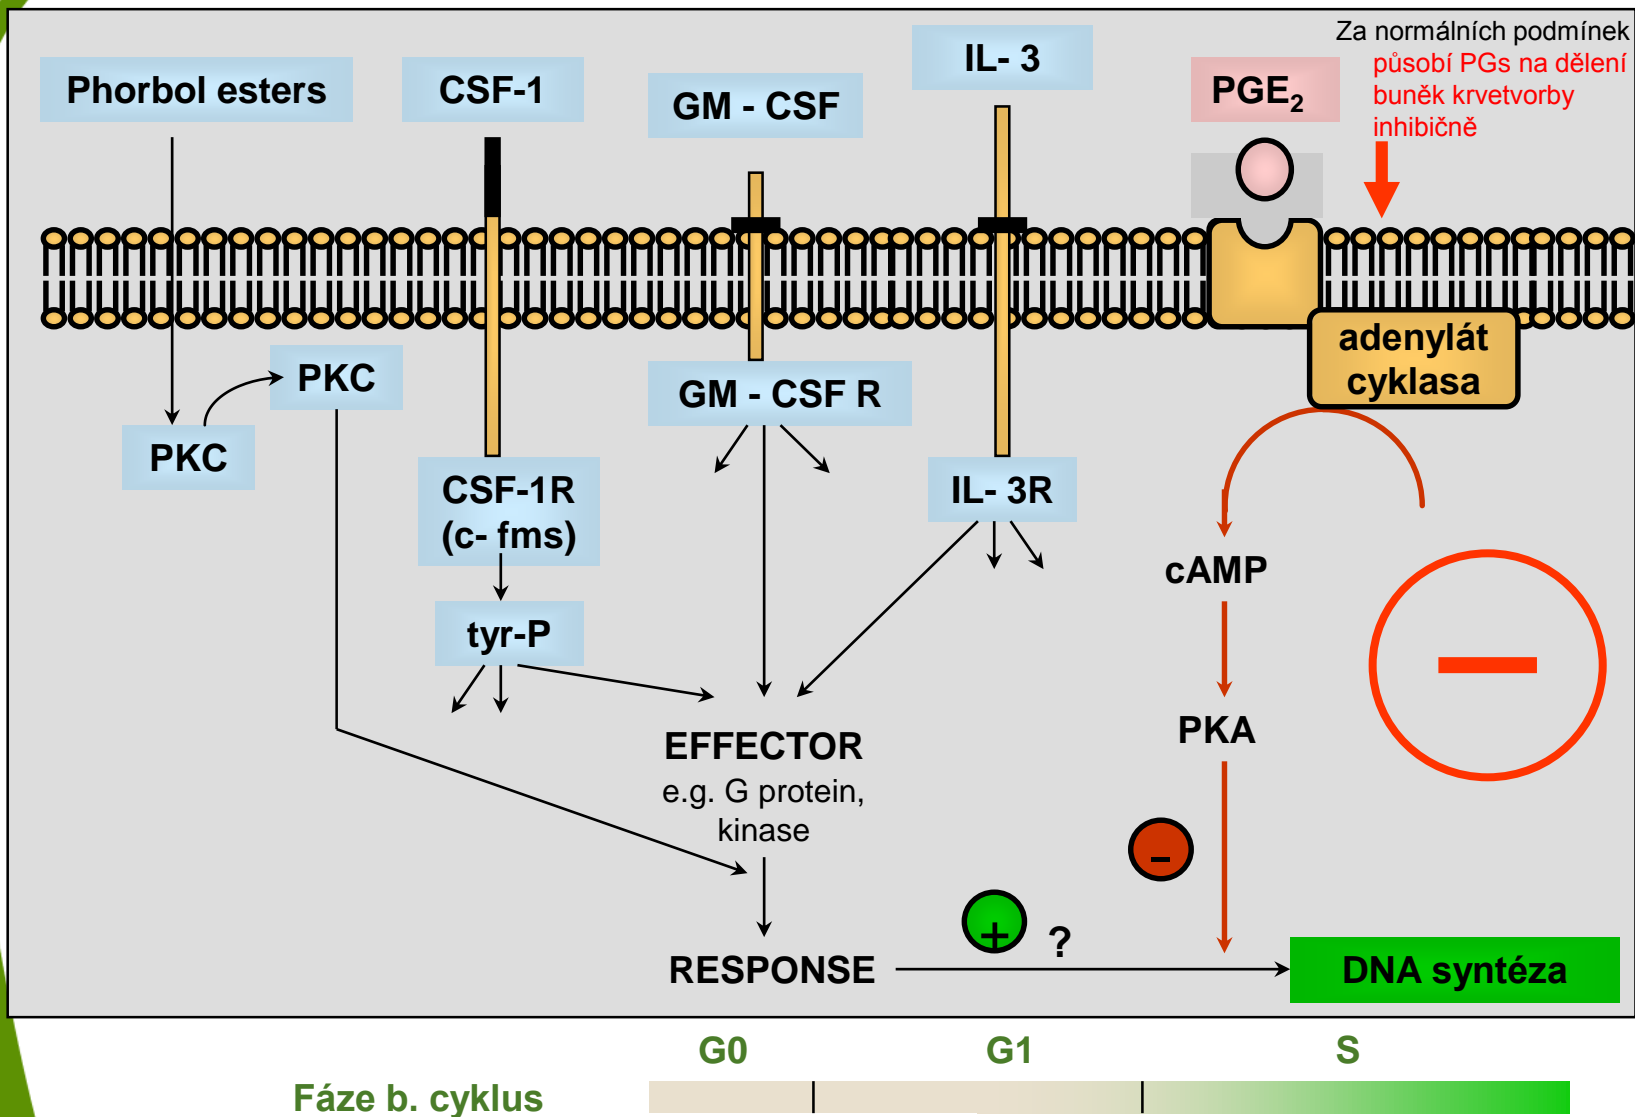 Za normálních podmínek
působí PGs na dělení
buněk krvetvorby
inhibičně
Phorbol esters
CSF-1
GM - CSF
IL- 3
PGE2
adenylát
cyklasa
PKC
PKC
GM - CSF R
CSF-1R
(c- fms)
IL- 3R
tyr-P
cAMP
EFFECTOR
e.g. G protein,
kinase
PKA
–
+
?
RESPONSE
DNA syntéza
G0
G1
S
Fáze b. cyklus